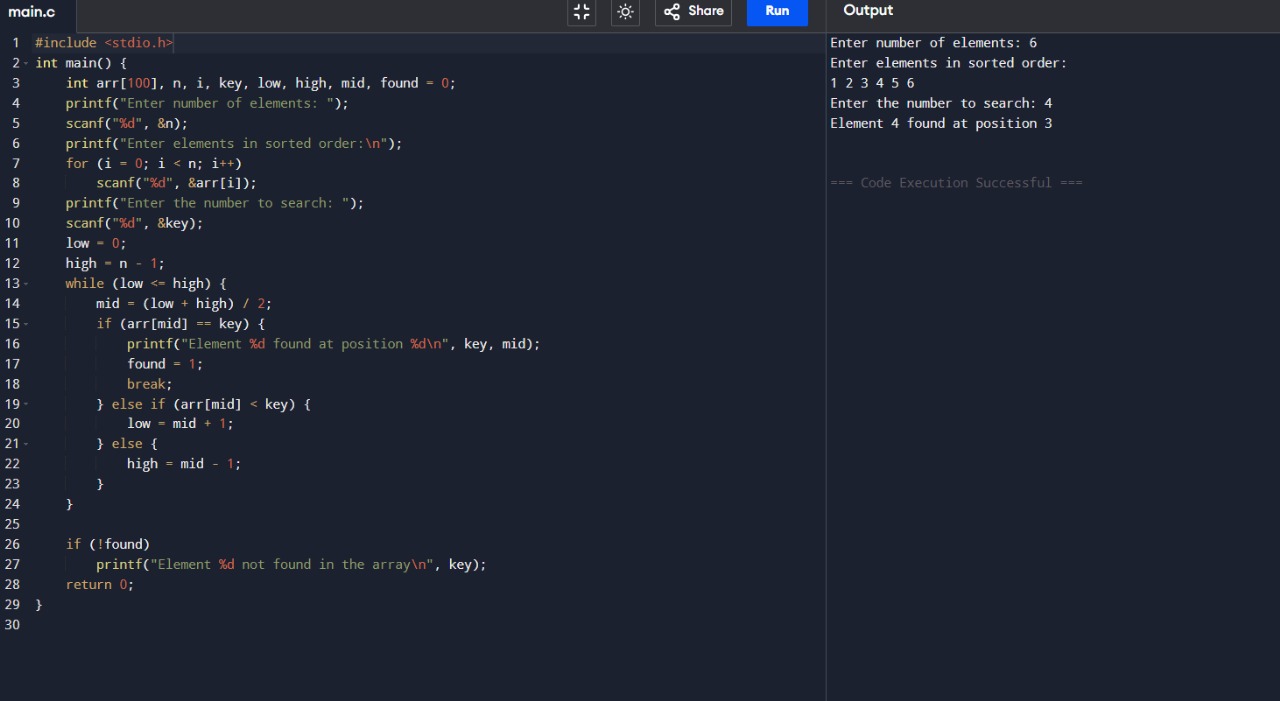 main.c
Share
Run
Output
1 #include <stdio.h>
2 int main() {
3     int arr[100], n, i, key, low, high, mid, found = 0;
4     printf("Enter number of elements: ");
5     scanf("%d", &n);
6     printf("Enter elements in sorted order:\n");
7     for (i = 0; i < n; i++)
8         scanf("%d", &arr[i]);
9     printf("Enter the number to search: ");
10     scanf("%d", &key);
11     low = 0;
12     high = n - 1;
13     while (low <= high) {
14         mid = (low + high) / 2;
15         if (arr[mid] == key) {
16             printf("Element %d found at position %d\n", key, mid);
17             found = 1;
18             break;
19         } else if (arr[mid] < key) {
20             low = mid + 1;
21         } else {
22             high = mid - 1;
23         }
24     }
25
26     if (!found)
27         printf("Element %d not found in the array\n", key);
28     return 0;
29 }
30
Enter number of elements: 6
Enter elements in sorted order:
1 2 3 4 5 6
Enter the number to search: 4
Element 4 found at position 3
=== Code Execution Successful ===